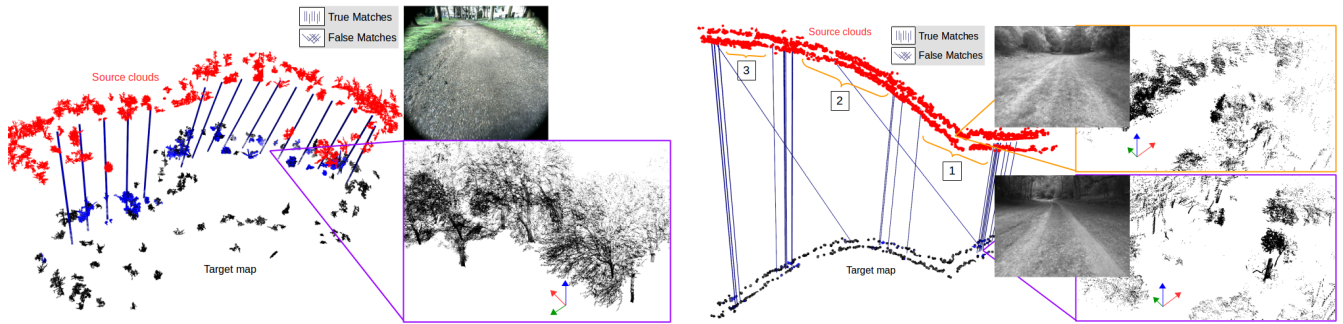 True Matches
False Matches
Source clouds
Target map
True Matches
False Matches
Source clouds
3
2
1
Target map